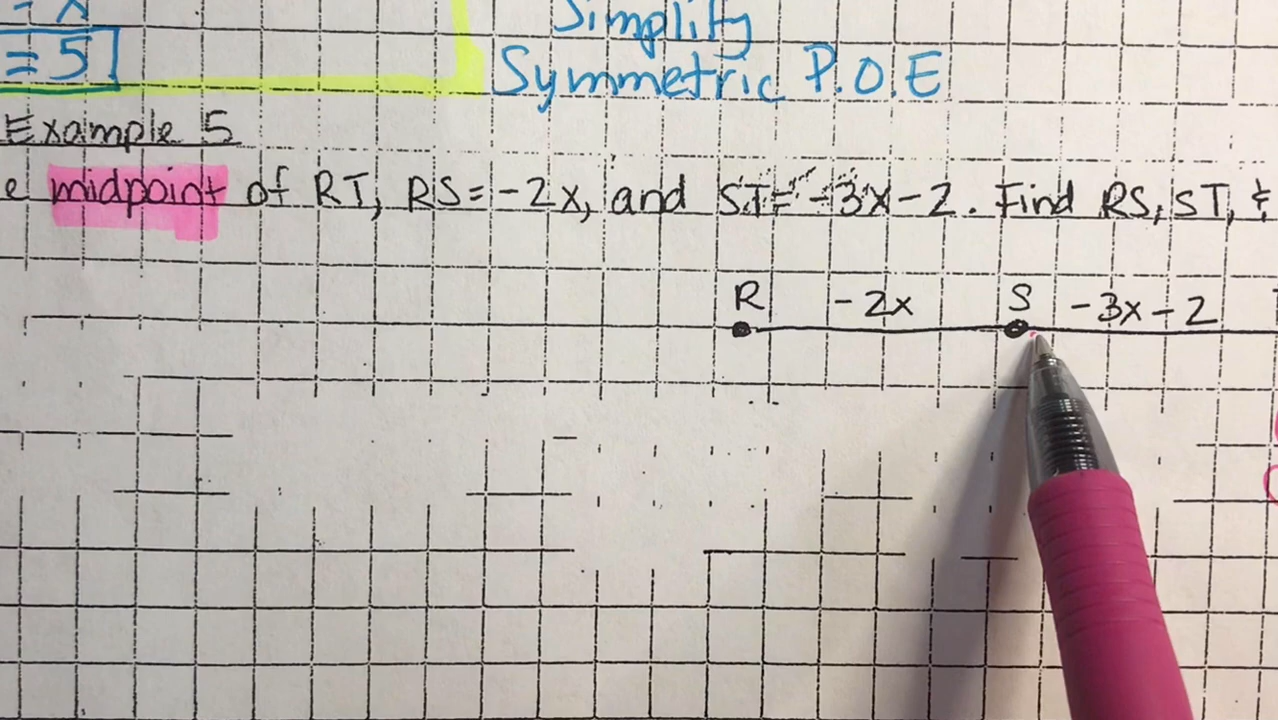 = 5
Simplify
Symmetric P.O.E
Example 5
e midpoint of RT, RS = -2x, and ST = -3x - 2. Find RS, ST, &
R -2x S -3x - 2